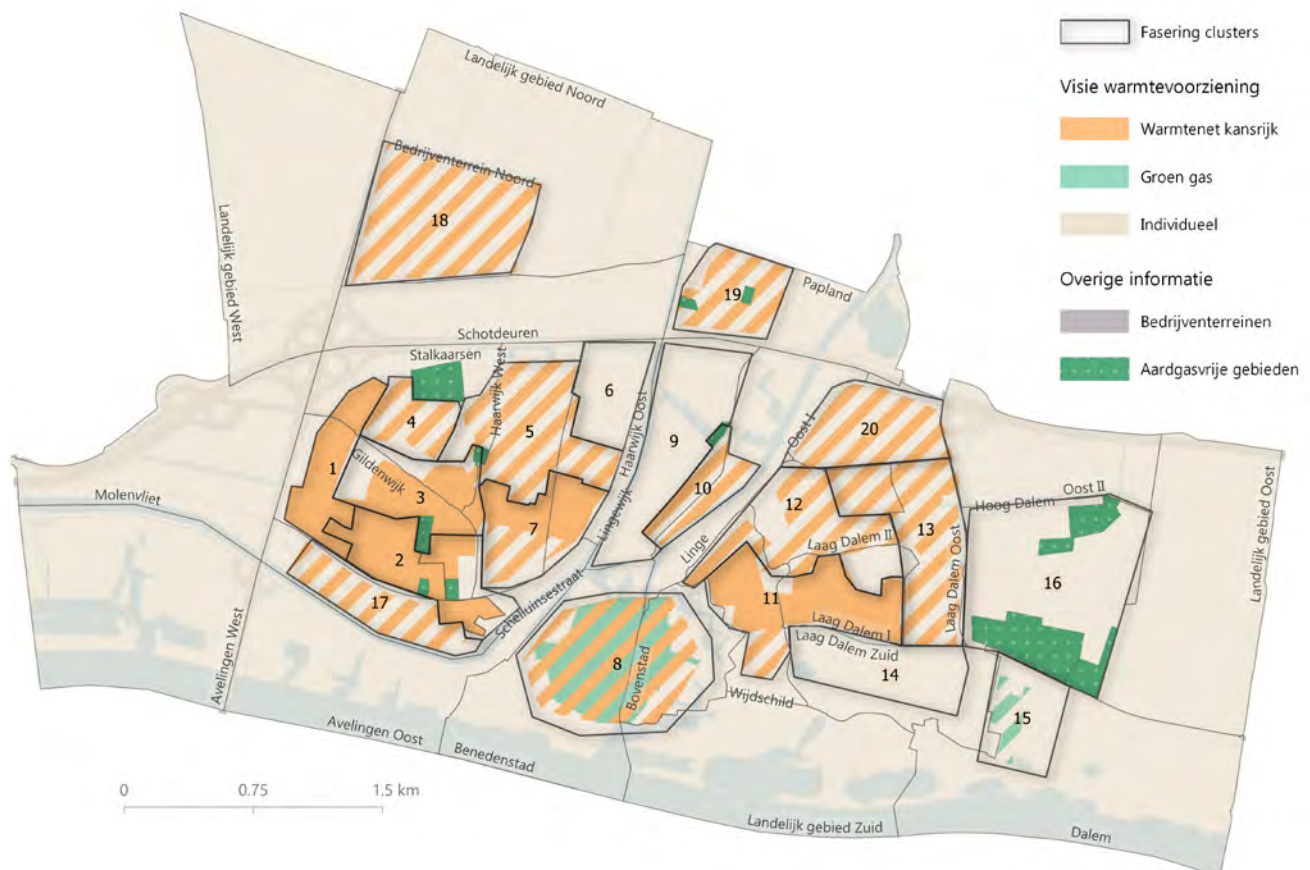 Fasering clusters
Visie warmtevoorziening
Warmtenet kansrijk
Groen gas
Individueel
Overige informatie
Bedrijventerreinen
Aardgasvrije gebieden
Landelijk gebied Noord
Bedrijventerrein Noord
18
Landelijk gebied West
19
Papland
Schotdeuren
Stalkaarsen
Haarwijk West
6
Haarwijk Oost
4
5
9
Oost I
20
Gildenwijk
1
3
10
12
13
Hoog Dalem
Oost II
Landelijk gebied Oost
Molenvliet
7
Lingewijk
Linge
Laag Dalem II
Laag Dalem Oost
16
2
17
11
Laag Dalem I
Schelluinsestraat
Laag Dalem Zuid
14
8
Bovenstad
Wijdschild
15
Avelingen West
Avelingen Oost
Benedenstad
Landelijk gebied Zuid
Dalem
0 0.75 1.5 km